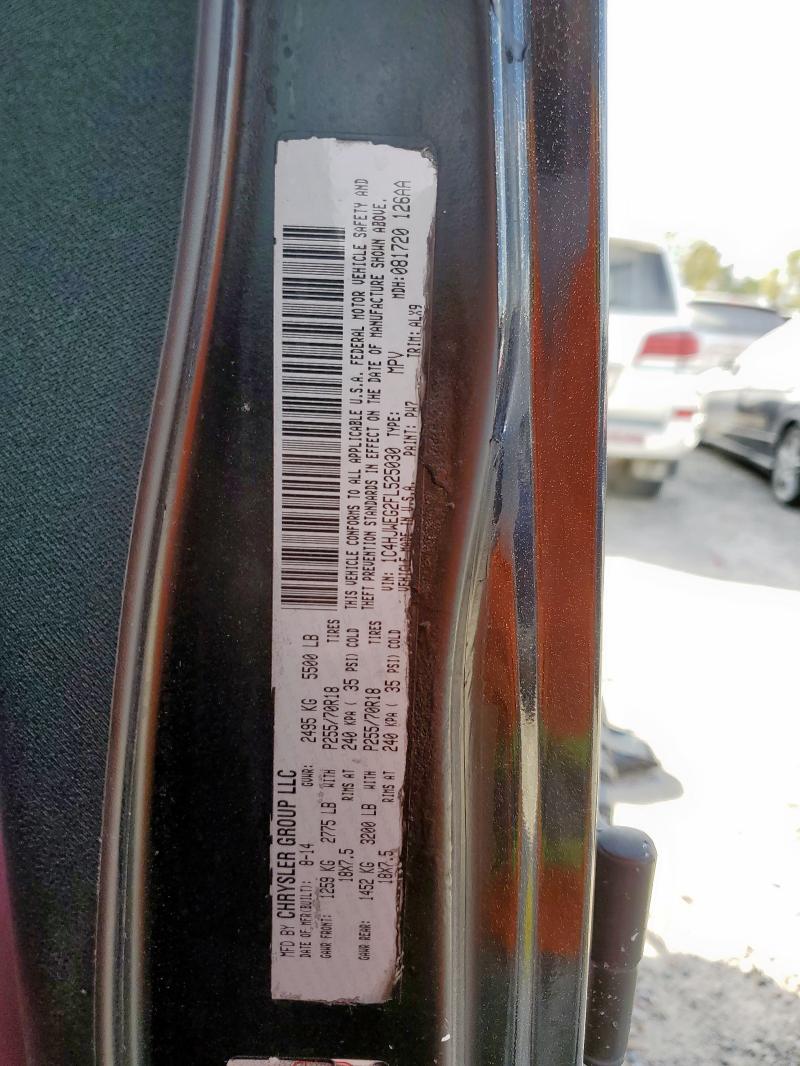 MFD BY CHRYSLER GROUP LLC
DATE OF MFR(BUILT): 8-14 GVWR: 2495 KG 5500 LB
GAWR FRONT: 1259 KG 2775 LB WITH P255/70R18 TIRES
18X7.5 RIMS AT 240 KPA ( 35 PSI) COLD
GAWR REAR: 1452 KG 3200 LB WITH P255/70R18 TIRES
18X7.5 RIMS AT 240 KPA ( 35 PSI) COLD
THIS VEHICLE CONFORMS TO ALL APPLICABLE U.S.A. FEDERAL MOTOR VEHICLE SAFETY AND
THEFT PREVENTION STANDARDS IN EFFECT ON THE DATE OF MANUFACTURE SHOWN ABOVE.
VIN: 1C4HJWEG2FL525030 TYPE: MPV MDH:081720 126AA
VEHICLE MADE IN U.S.A. PAINT: PW7 TRIM:ALX9